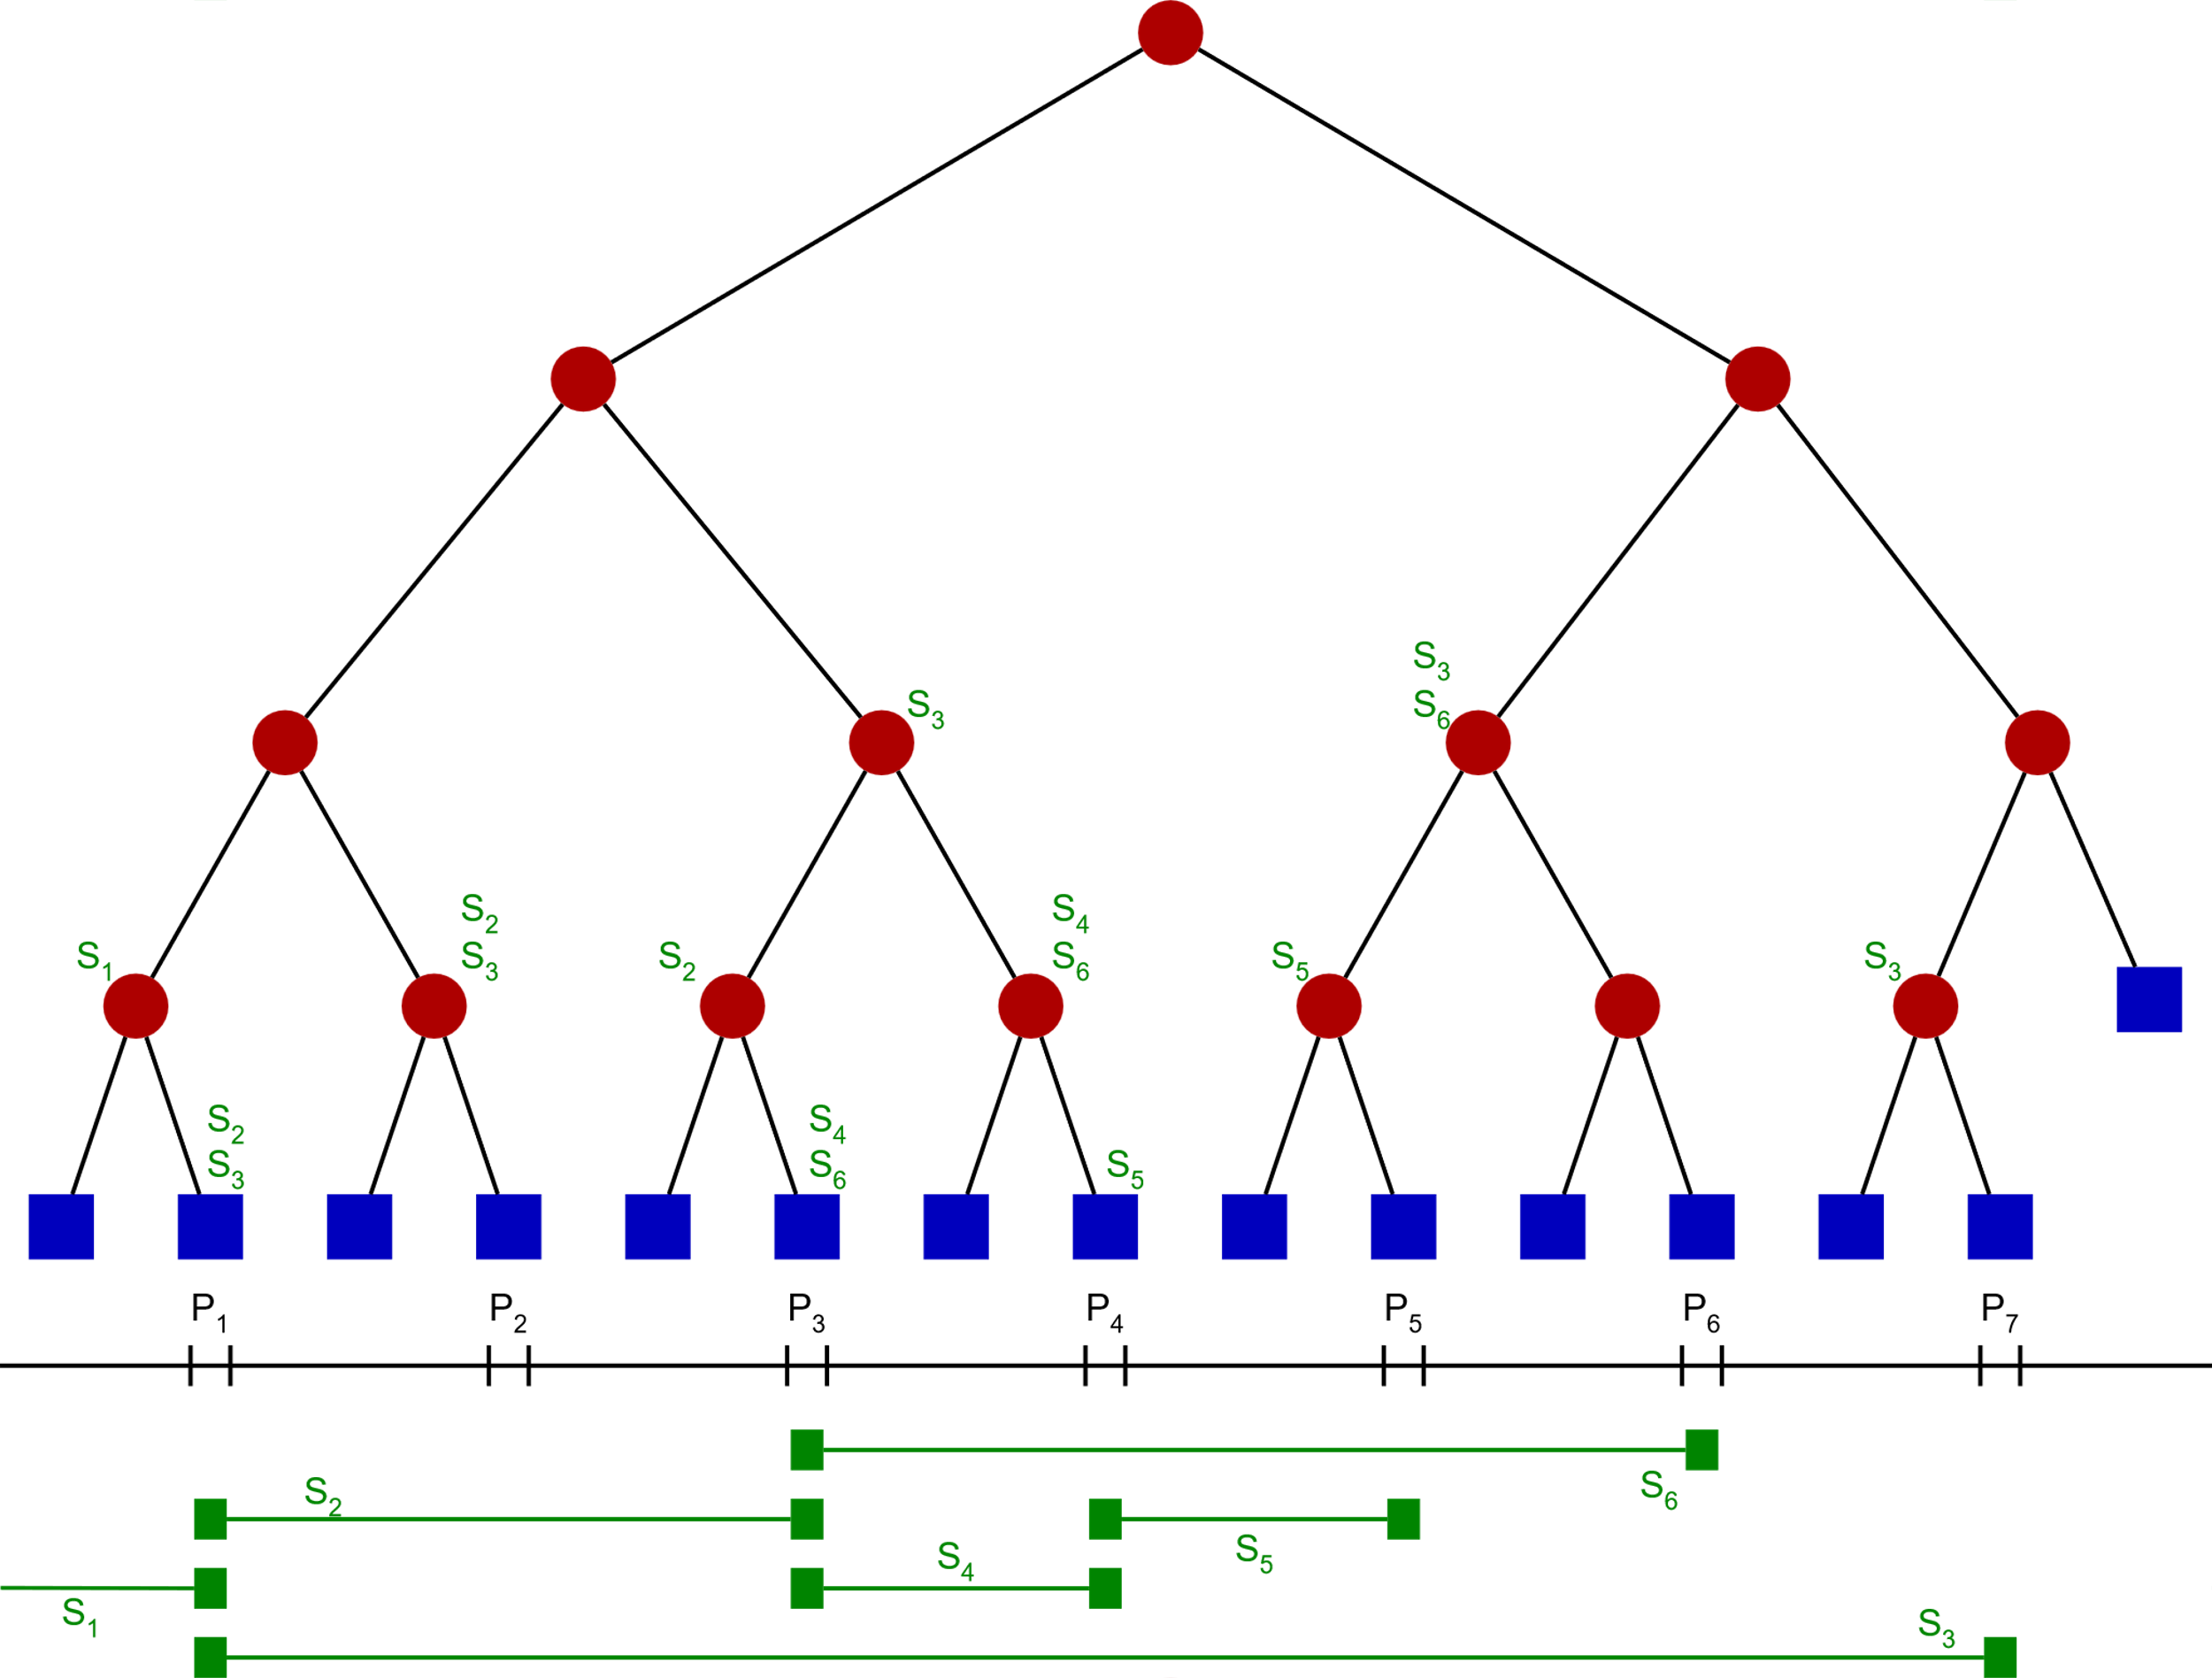 S₃
S₃
S₆
S₂
S₄
S₁ S₃ S₂ S₆ S₅ S₃
S₂ S₄
S₃ S₆ S₅
P₁ P₂ P₃ P₄ P₅ P₆ P₇
S₆
S₂
S₅
S₄
S₁
S₃